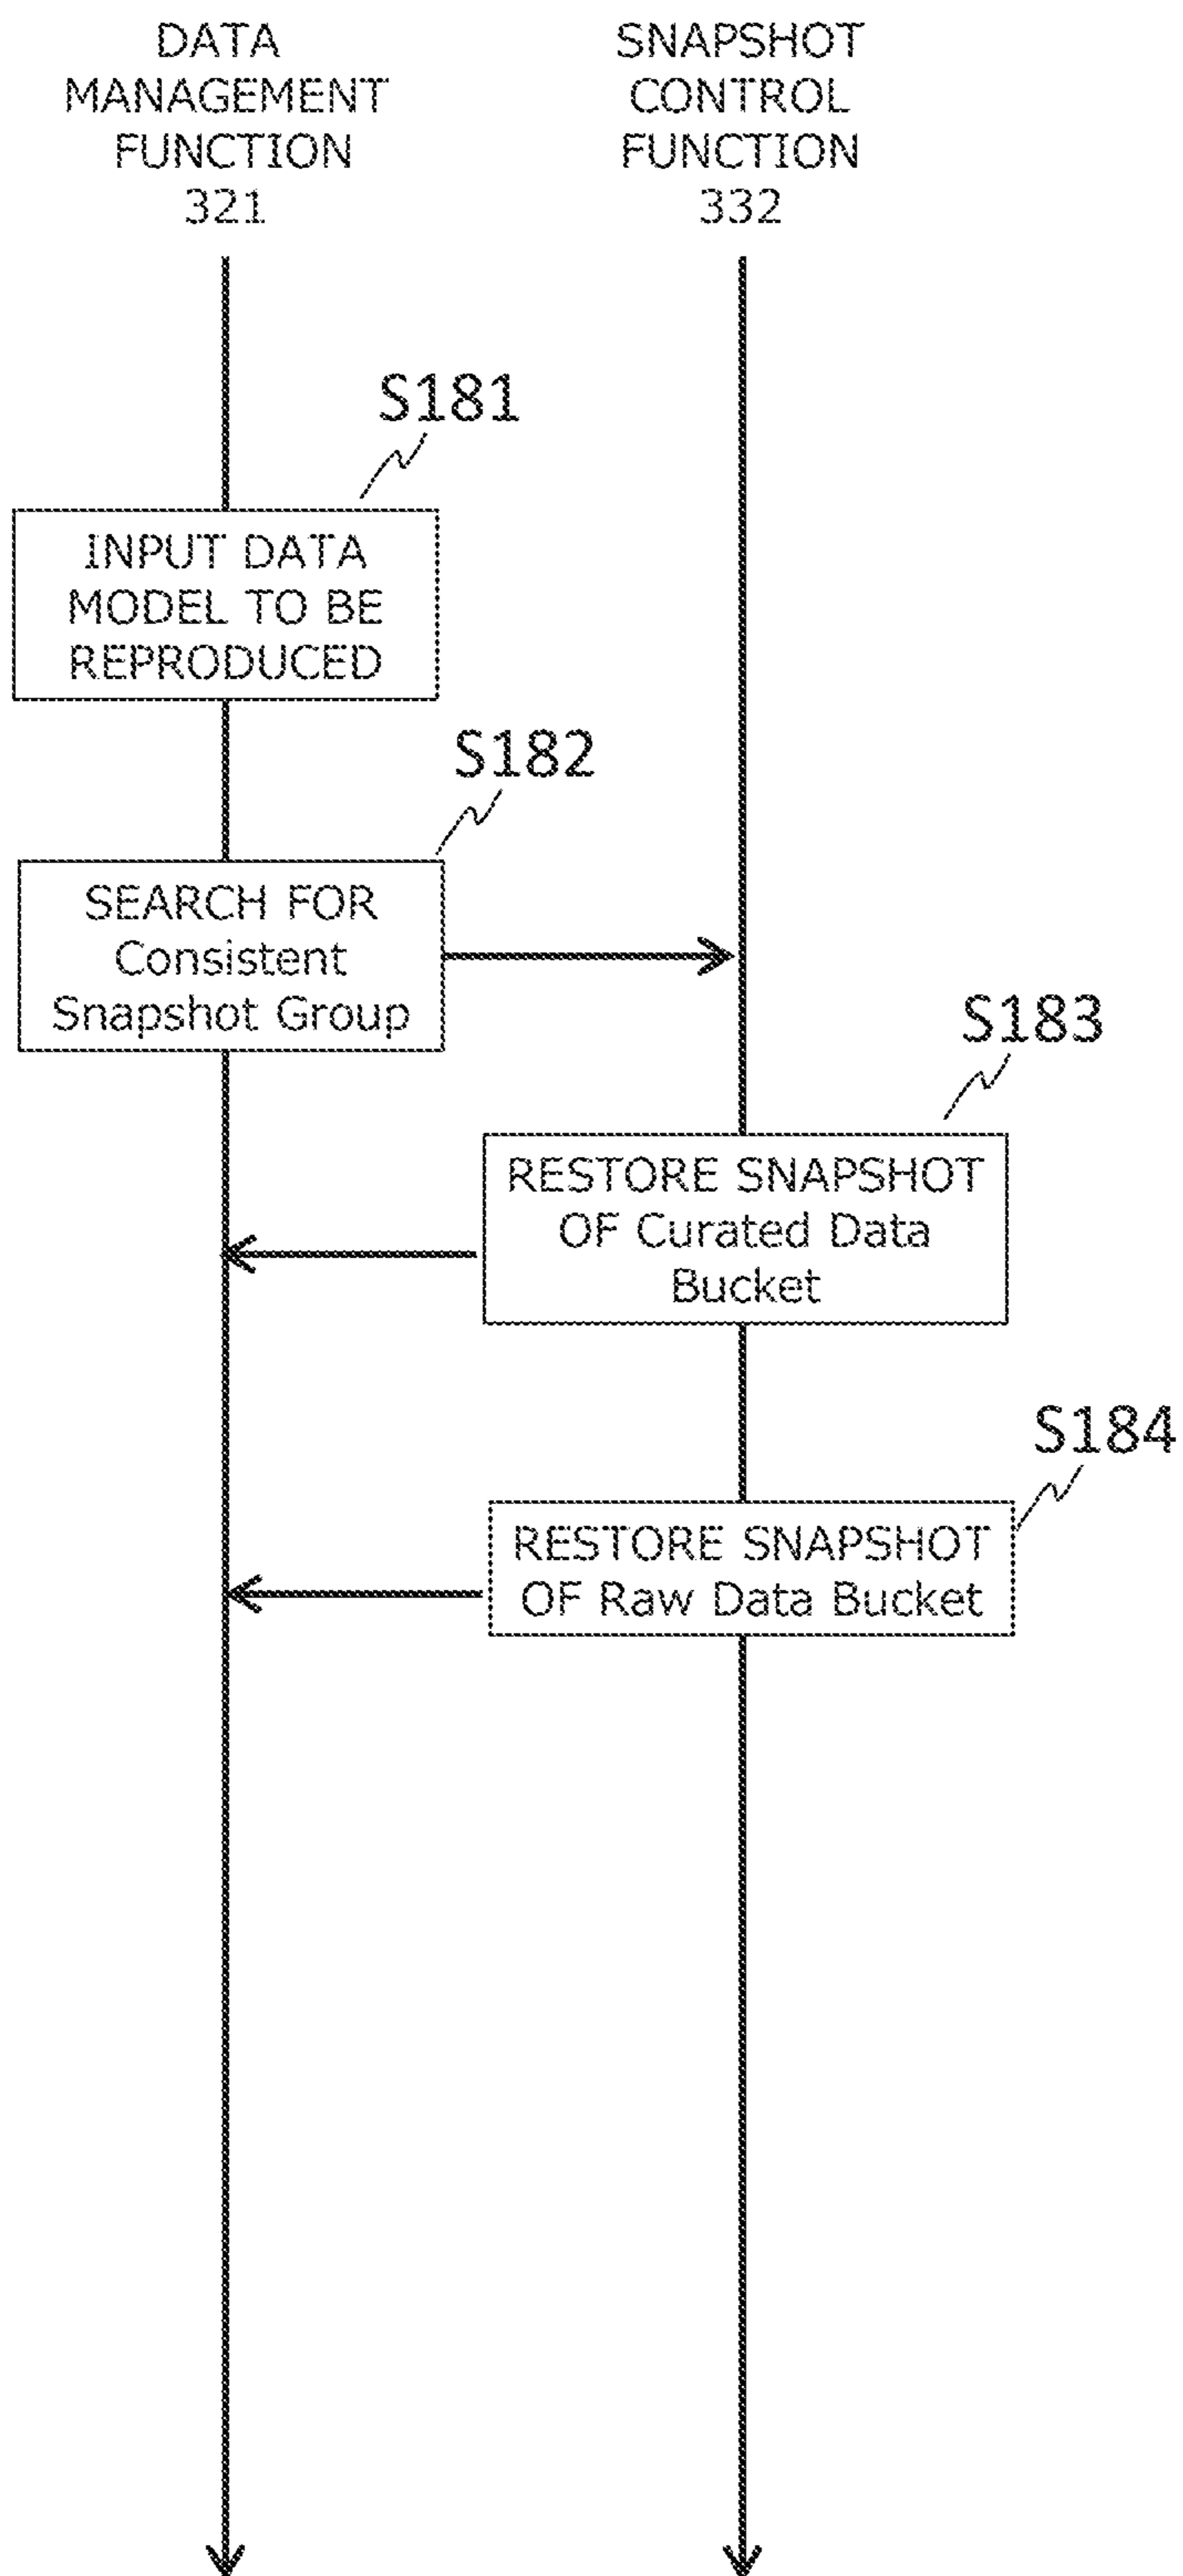 DATA
MANAGEMENT
FUNCTION
321
SNAPSHOT
CONTROL
FUNCTION
332
S181
INPUT DATA
MODEL TO BE
REPRODUCED
S182
SEARCH FOR
Consistent
Snapshot Group
S183
RESTORE SNAPSHOT
OF Curated Data
Bucket
S184
RESTORE SNAPSHOT
OF Raw Data Bucket